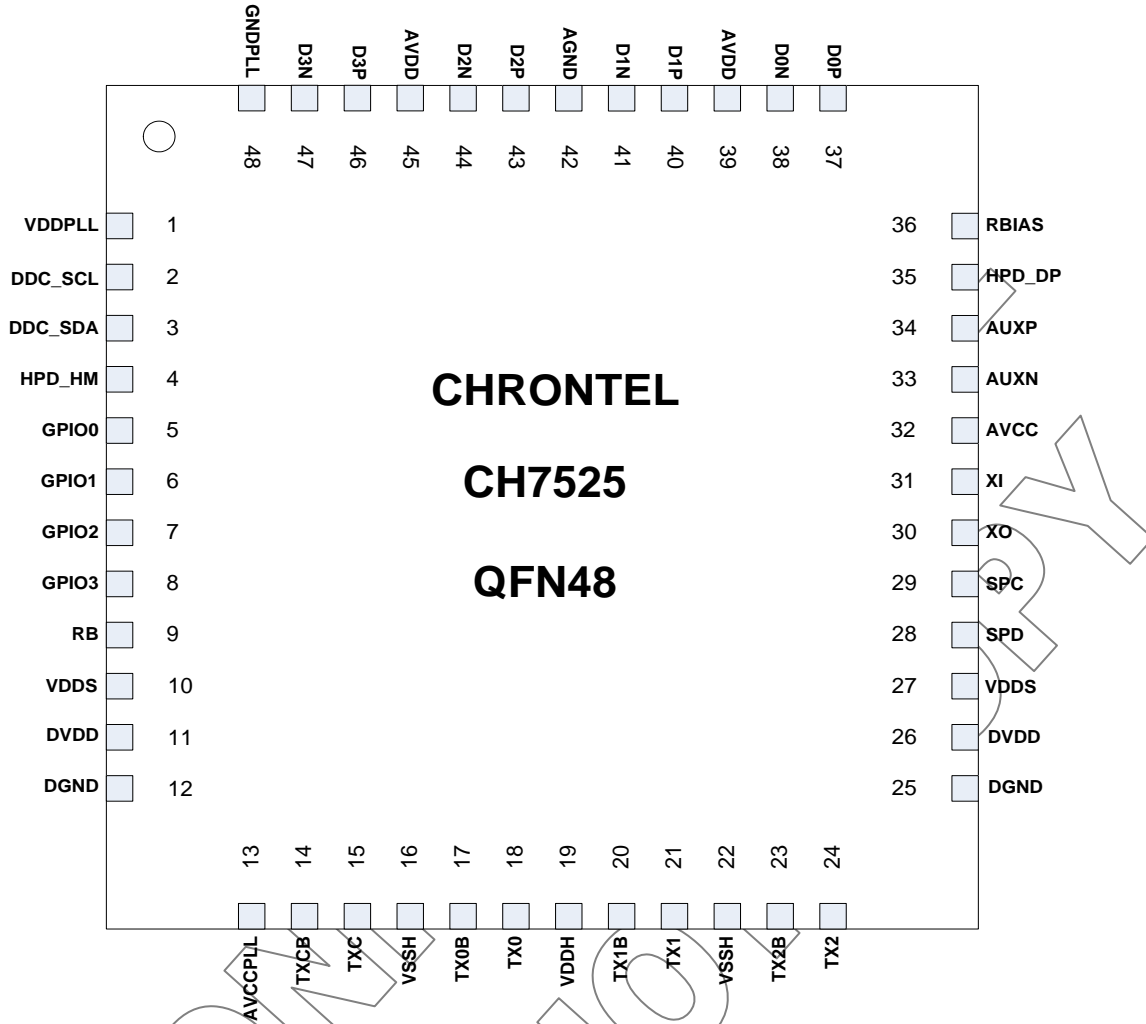 GNDPLL D3N D3P AVDD D2N D2P AGND D1N D1P AVDD D0N D0P
48 47 46 45 44 43 42 41 40 39 38 37
VDDPLL 1 36 RBIAS
DDC_SCL 2 35 HPD_DP
DDC_SDA 3 34 AUXP
HPD_HM 4 33 AUXN
CHRONTEL
GPIO0 5 32 AVCC
GPIO1 6 31 XI
CH7525
GPIO2 7 30 XO
GPIO3 8 29 SPC
QFN48
RB 9 28 SPD
VDDS 10 27 VDDS
DVDD 11 26 DVDD
DGND 12 25 DGND
13 14 15 16 17 18 19 20 21 22 23 24
AVCCPLL TXCB TXC VSSH TX0B TX0 VDDH TX1B TX1 VSSH TX2B TX2